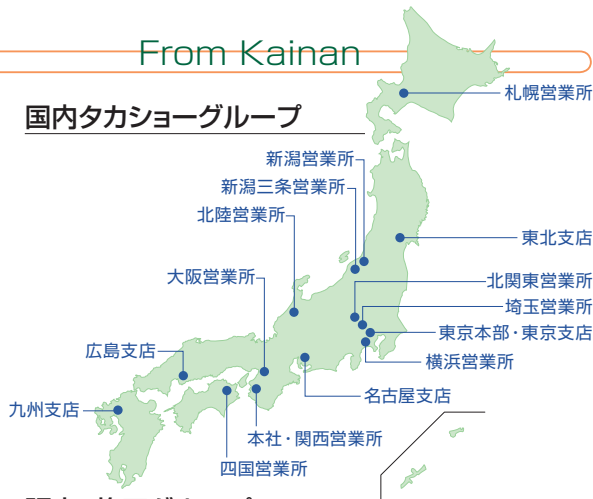 From Kainan
国内タカショーグループ
札幌営業所
新潟営業所
新潟三条営業所
北陸営業所
東北支店
大阪営業所
北関東営業所
埼玉営業所
東京本部・東京支店
広島支店
横浜営業所
名古屋支店
九州支店
本社・関西営業所
四国営業所